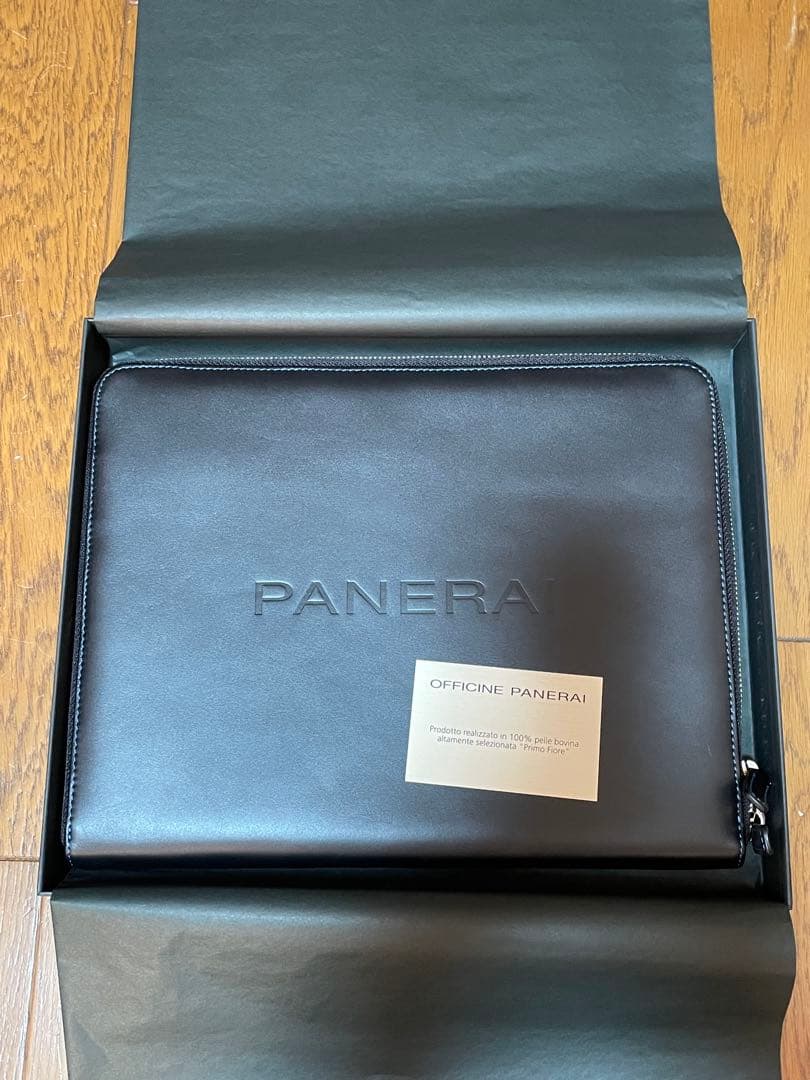 PANERAI
OFFICINE PANERAI
Prodotto realizzato in 100% pelle bovina
altamente selezionata "Primo Fiore"